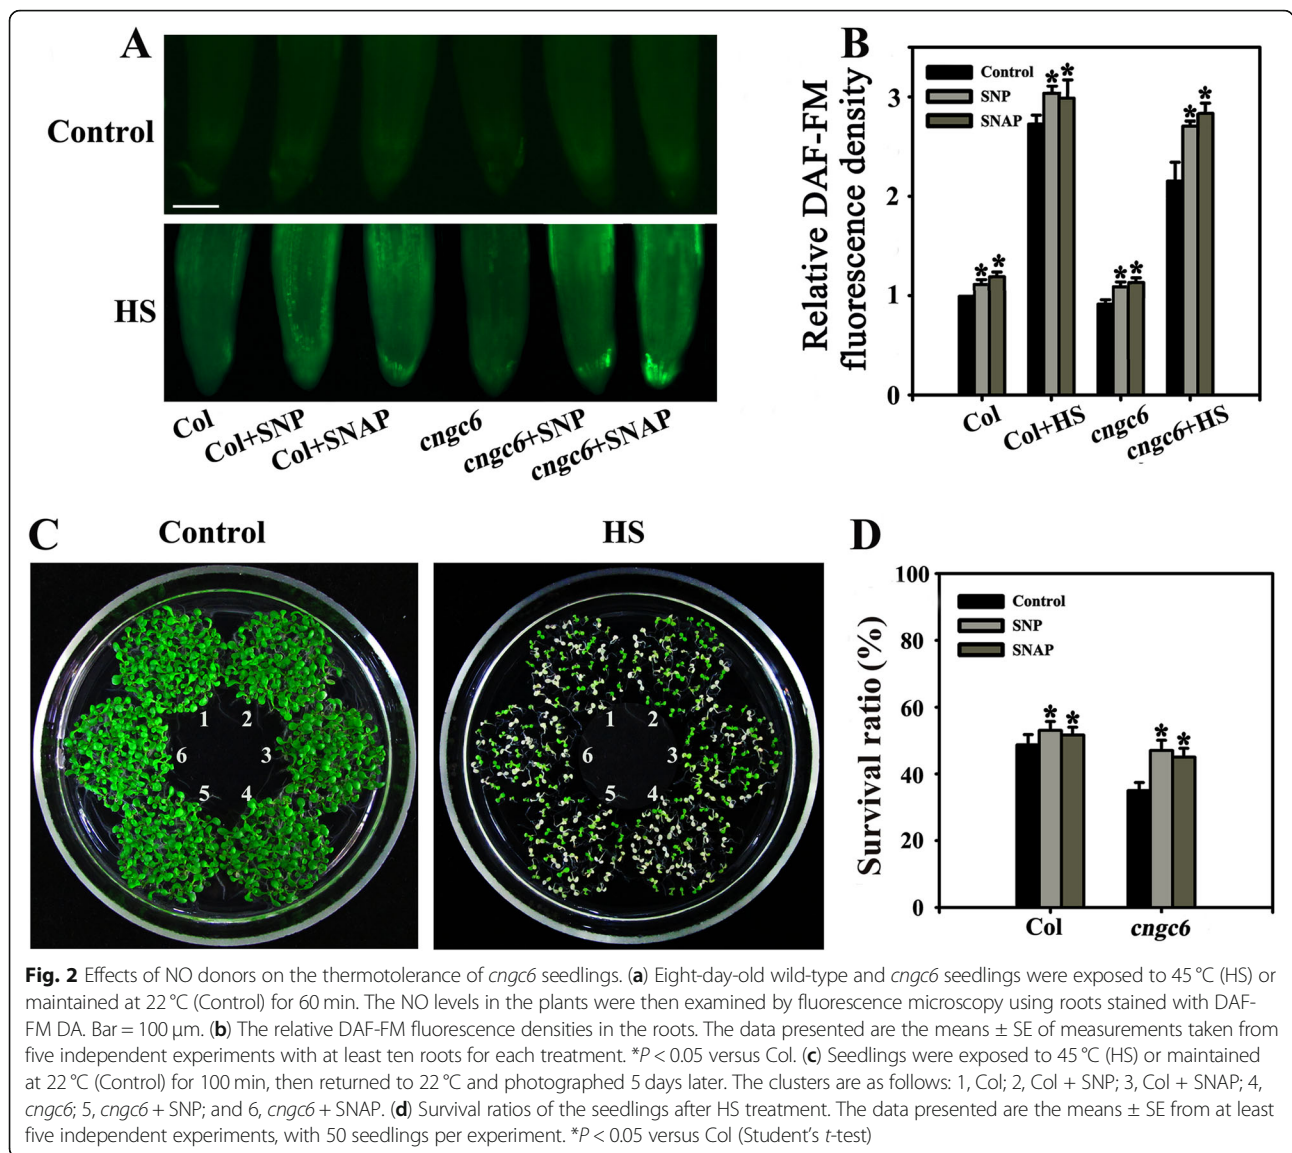 A
Control
HS
Col
Col+SNP
Col+SNAP
cngc6
cngc6+SNP
cngc6+SNAP
B
Relative DAF-FM
fluorescence density
3
2
1
0
Control
SNP
SNAP
* * * * * * * *
Col
Col+HS
cngc6
cngc6+HS
C
Control
HS
1 2
6 3
5 4
1 2
6 3
5 4
D
Survival ratio (%)
100
80
60
40
20
0
Control
SNP
SNAP
* * * *
Col
cngc6
Fig. 2 Effects of NO donors on the thermotolerance of cngc6 seedlings. (a) Eight-day-old wild-type and cngc6 seedlings were exposed to 45 °C (HS) or
maintained at 22 °C (Control) for 60 min. The NO levels in the plants were then examined by fluorescence microscopy using roots stained with DAF-
FM DA. Bar = 100 μm. (b) The relative DAF-FM fluorescence densities in the roots. The data presented are the means ± SE of measurements taken from
five independent experiments with at least ten roots for each treatment. *P < 0.05 versus Col. (c) Seedlings were exposed to 45 °C (HS) or maintained
at 22 °C (Control) for 100 min, then returned to 22 °C and photographed 5 days later. The clusters are as follows: 1, Col; 2, Col + SNP; 3, Col + SNAP; 4,
cngc6; 5, cngc6 + SNP; and 6, cngc6 + SNAP. (d) Survival ratios of the seedlings after HS treatment. The data presented are the means ± SE from at least
five independent experiments, with 50 seedlings per experiment. *P < 0.05 versus Col (Student's t-test)